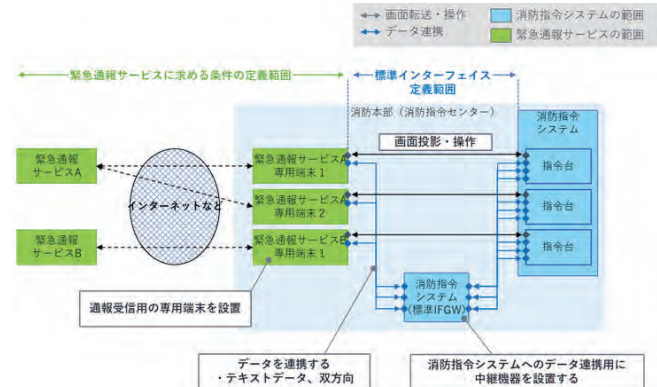 画面転送・操作
データ連携
消防指令システムの範囲
緊急通報サービスの範囲
緊急通報サービスに求める条件の定義範囲
標準インターフェイス
定義範囲
消防本部（消防指令センター）
消防指令
システム
緊急通報
サービスA
緊急通報サービスA
専用端末1
画面投影・操作
指令台
インターネットなど
緊急通報サービスA
専用端末2
指令台
緊急通報
サービスB
緊急通報サービスB
専用端末1
指令台
通報受信用の専用端末を設置
消防指令
システム
(標準IFGW)
データを連携する
・テキストデータ、双方向
消防指令システムへのデータ連携用に
中継機器を設置する